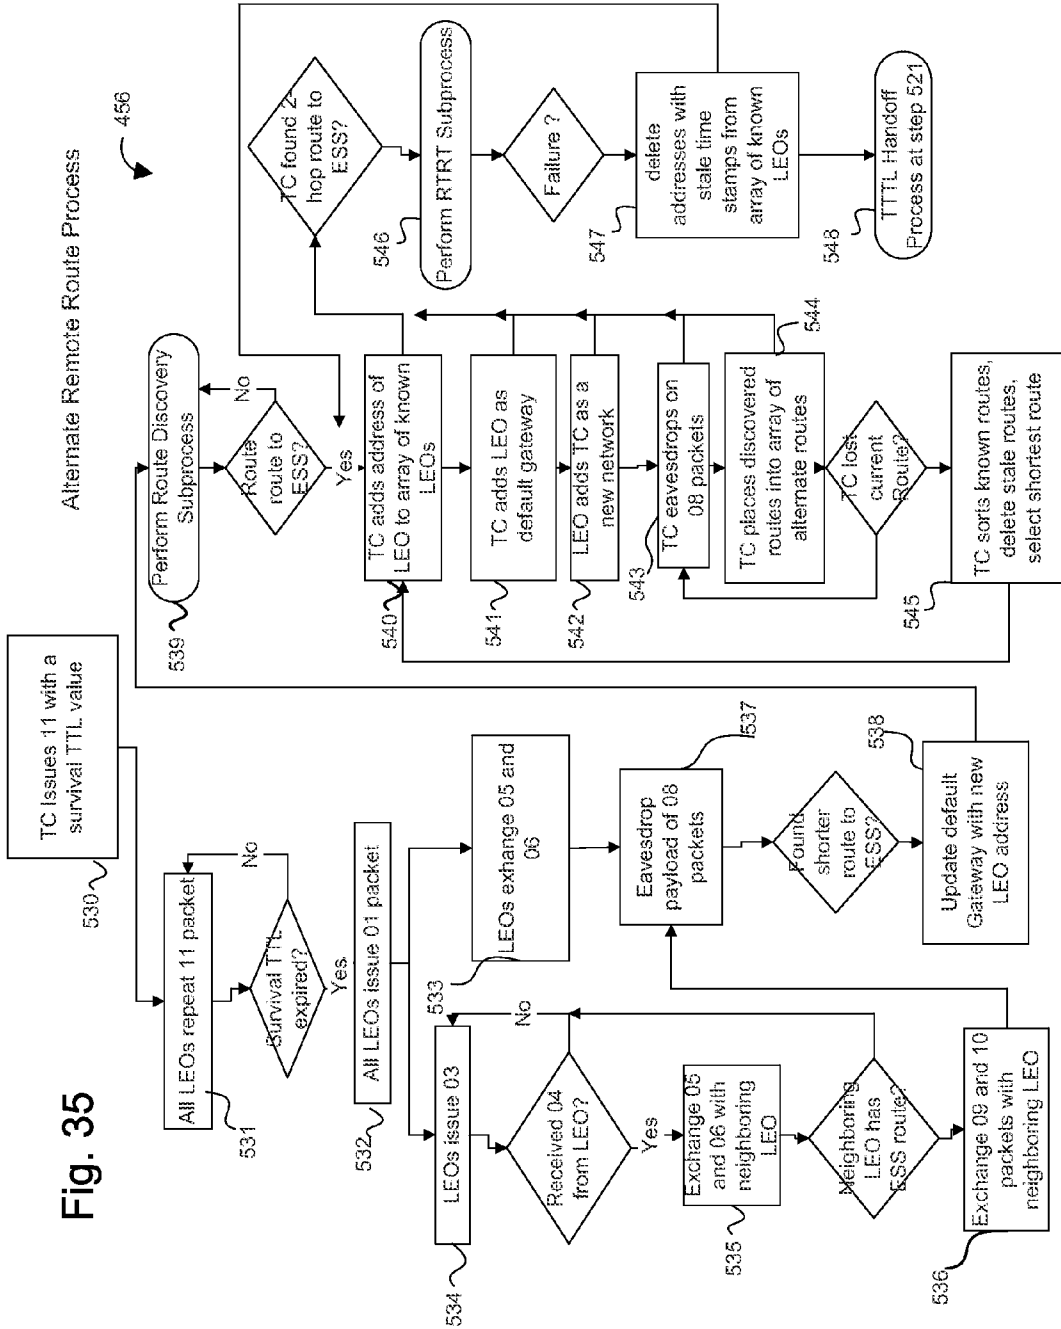 Fig. 35
Alternate Remote Route Process
456
TC Issues 11 with a
survival TTL value
530
All LEOs repeat 11 packet
531
No
Survival TTL
expired?
Yes
All LEOs issue 01 packet
532
LEOs exhange 05 and
06
533
LEOs issue 03
534
No
Received 04
from LEO?
Yes
Exchange 05
and 06 with
neighboring
LEO
535
Neighboring
LEO has
ESS route?
Exchange 09 and 10
packets with
neighboring LEO
536
Eavesdrop
payload of 08
packets
537
Found
shorter
route to
ESS?
Update default
Gateway with new
LEO address
538
Perform Route Discovery
Subprocess
539
No
Route
route to
ESS?
Yes
TC adds address of
LEO to array of known
LEOs
540
TC adds LEO as
default gateway
541
LEO adds TC as a
new network
542
TC eavesdrops on
08 packets
543
TC places discovered
routes into array of
alternate routes
544
TC lost
current
Route?
TC sorts known routes,
delete stale routes,
select shortest route
545
TC found 2-
hop route to
ESS?
Perform RTRT Subprocess
546
Failure ?
delete
addresses with
stale time
stamps from
array of known
LEOs
547
TTTL Handoff
Process at step 521
548